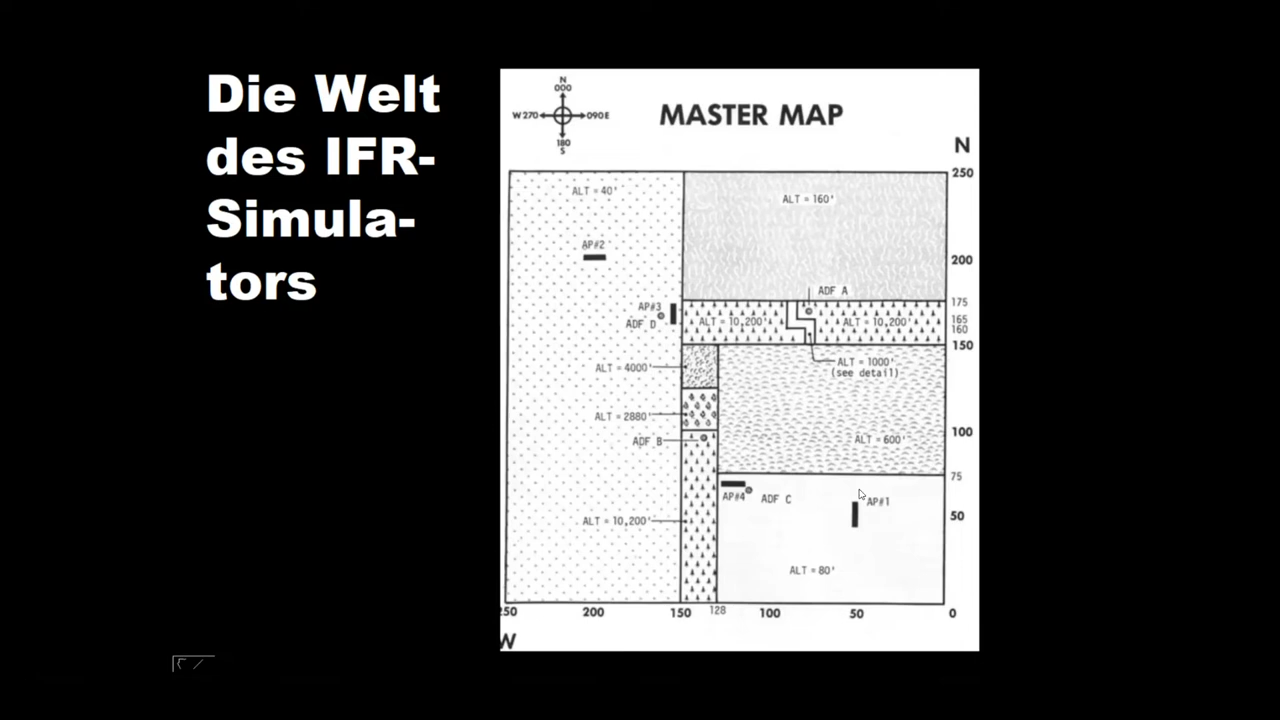 Die Welt
des IFR-
Simula-
tors
N
000
W 270
090 E
180
S
MASTER MAP
N
250
ALT = 40'
ALT = 160'
AP#2
200
ADF A
175
AP#3
ADF D
ALT = 10,200'
ALT = 10,200'
165
160
150
ALT = 1000'
(see detail)
ALT = 4000'
ALT = 2880'
100
ADF B
ALT = 600'
75
AP#4
ADF C
AP#1
50
ALT = 10,200'
ALT = 80'
250
200
150
128
100
50
0
W